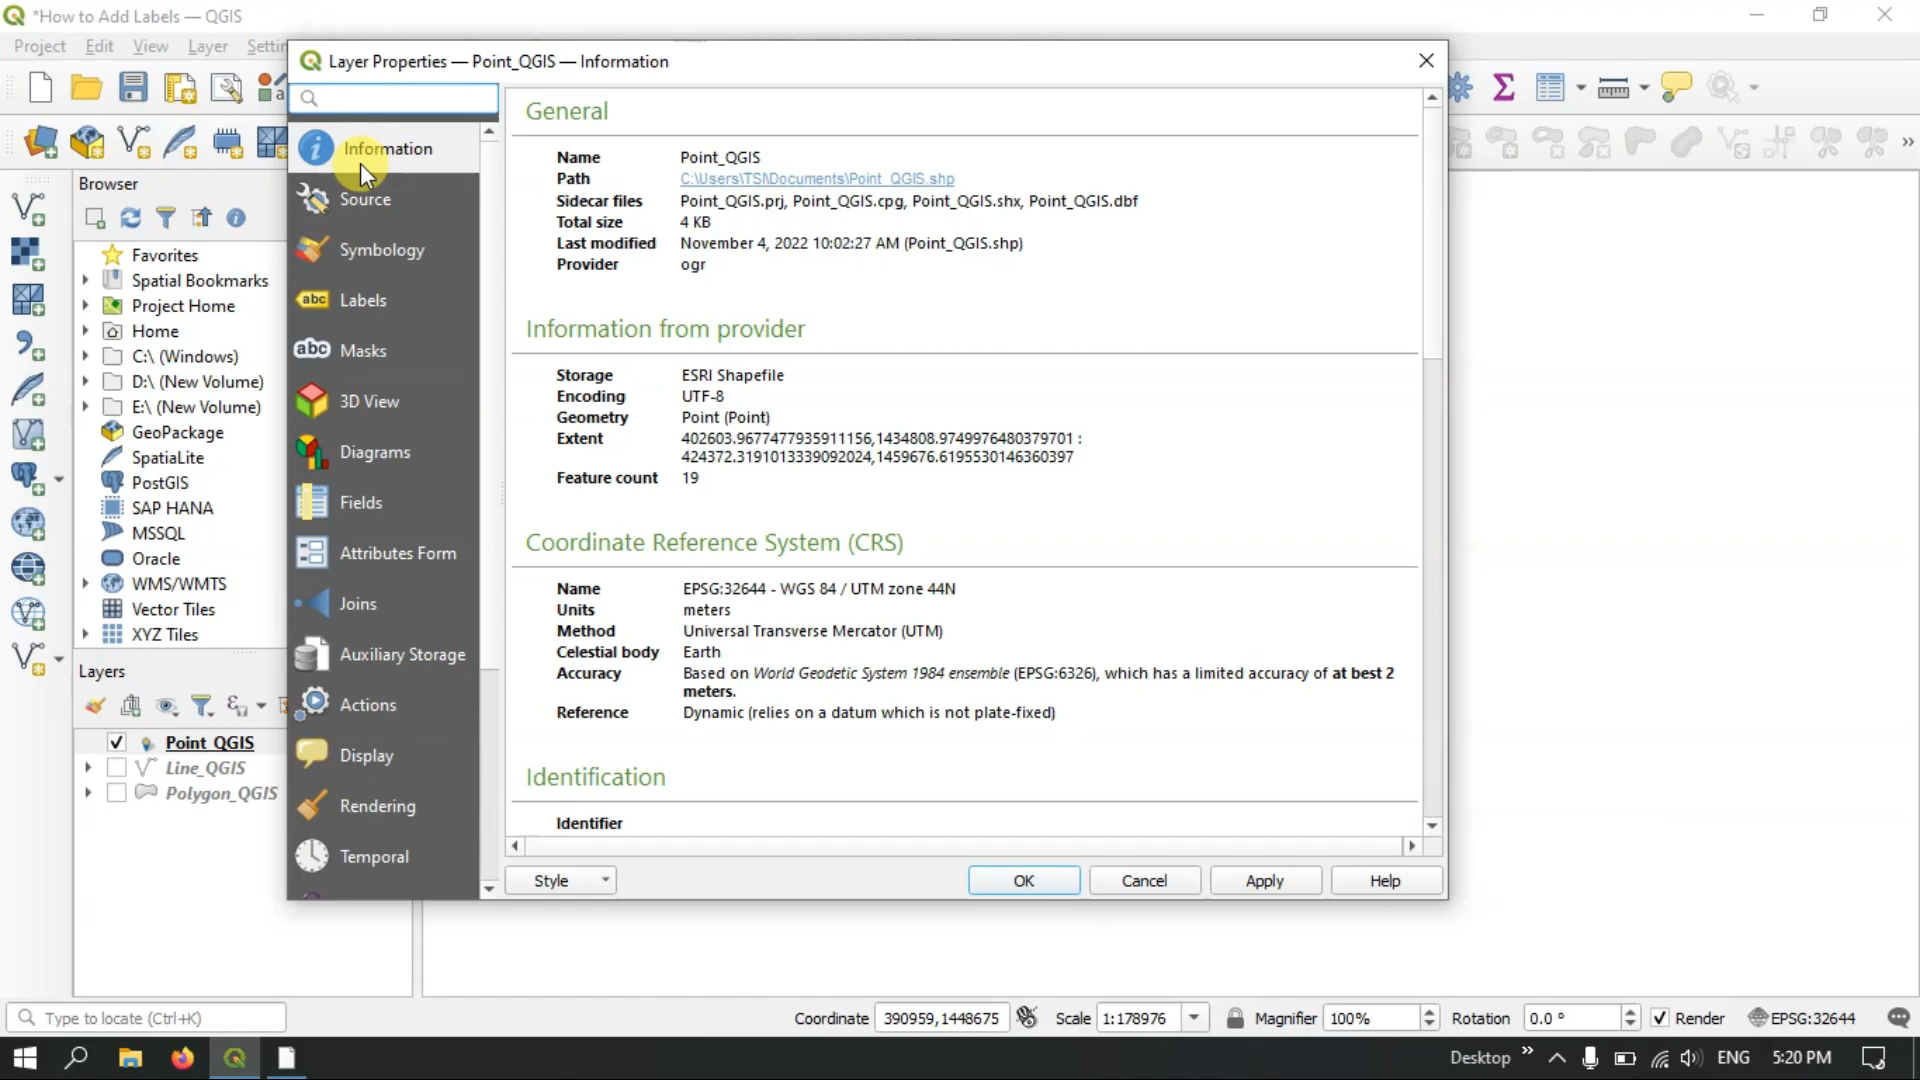 *How to Add Labels — QGIS
Project Edit View Layer Settin
Layer Properties — Point_QGIS — Information
Information
Source
Symbology
Labels
Masks
3D View
Diagrams
Fields
Attributes Form
Joins
Auxiliary Storage
Actions
Display
Rendering
Temporal
General
Name Point_QGIS
Path C:\Users\TSI\Documents\Point_QGIS.shp
Sidecar files Point_QGIS.prj, Point_QGIS.cpg, Point_QGIS.shx, Point_QGIS.dbf
Total size 4 KB
Last modified November 4, 2022 10:02:27 AM (Point_QGIS.shp)
Provider ogr
Information from provider
Storage ESRI Shapefile
Encoding UTF-8
Geometry Point (Point)
Extent 402603.9677477935911156,1434808.9749976480379701 :
424372.3191013339092024,1459676.6195530146360397
Feature count 19
Coordinate Reference System (CRS)
Name EPSG:32644 - WGS 84 / UTM zone 44N
Units meters
Method Universal Transverse Mercator (UTM)
Celestial body Earth
Accuracy Based on World Geodetic System 1984 ensemble (EPSG:6326), which has a limited accuracy of at best 2
meters.
Reference Dynamic (relies on a datum which is not plate-fixed)
Identification
Identifier
Style OK Cancel Apply Help
Browser
Favorites
Spatial Bookmarks
Project Home
Home
C:\ (Windows)
D:\ (New Volume)
E:\ (New Volume)
GeoPackage
SpatiaLite
PostGIS
SAP HANA
MSSQL
Oracle
WMS/WMTS
Vector Tiles
XYZ Tiles
Layers
Point_QGIS
Line_QGIS
Polygon_QGIS
Type to locate (Ctrl+K) Coordinate 390959,1448675 Scale 1:178976 Magnifier 100% Rotation 0.0 ° Render EPSG:32644
Desktop ENG 5:20 PM